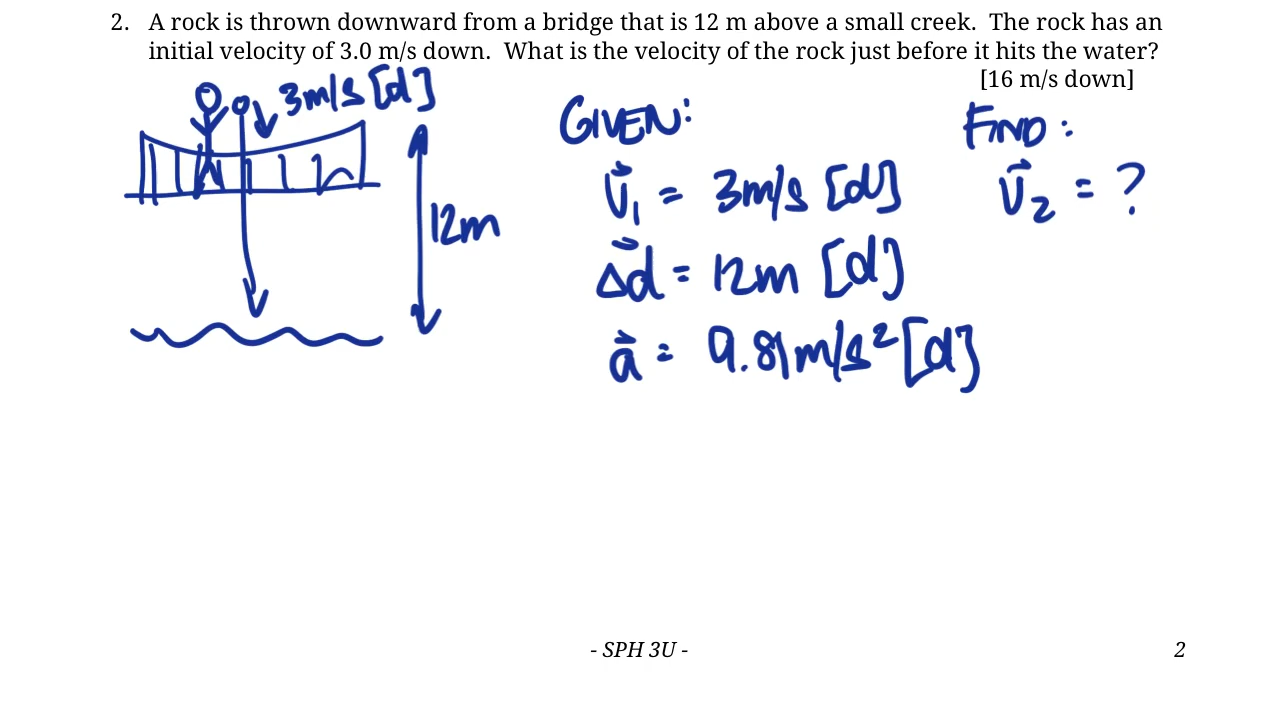 2. A rock is thrown downward from a bridge that is 12 m above a small creek. The rock has an
initial velocity of 3.0 m/s down. What is the velocity of the rock just before it hits the water?
[16 m/s down]
3m/s [d]
12m
GIVEN:
v⃗₁ = 3m/s [d]
Δd⃗ = 12m [d]
a⃗ = 9.81m/s² [d]
FIND:
v⃗₂ = ?
- SPH 3U -
2